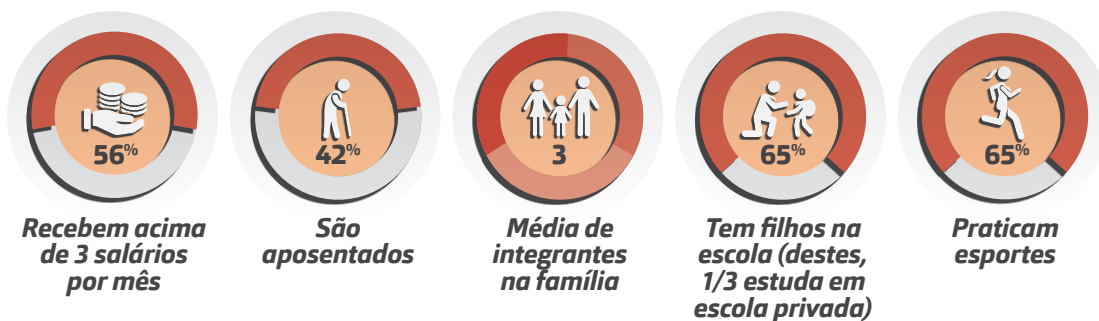 56%
Recebem acima
de 3 salários
por mês
42%
São
aposentados
3
Média de
integrantes
na família
65%
Tem filhos na
escola (destes,
1/3 estuda em
escola privada)
65%
Praticam
esportes